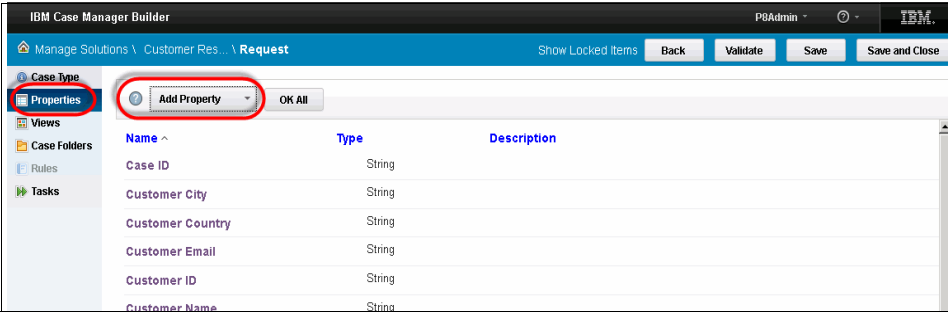 IBM Case Manager Builder P8Admin IBM.
Manage Solutions \ Customer Res... \ Request Show Locked Items Back Validate Save Save and Close
Case Type
Properties
Add Property OK All
Views
Name Type Description
Case Folders
Case ID String
Rules
Tasks
Customer City String
Customer Country String
Customer Email String
Customer ID String
Customer Name String